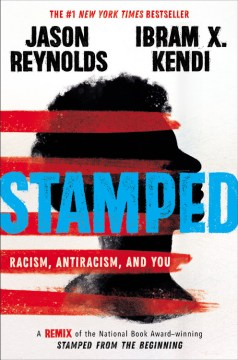 THE #1 NEW YORK TIMES BESTSELLER
JASON REYNOLDS
IBRAM X. KENDI
STAMPED
RACISM, ANTIRACISM, AND YOU
A REMIX of the National Book Award–winning
STAMPED FROM THE BEGINNING